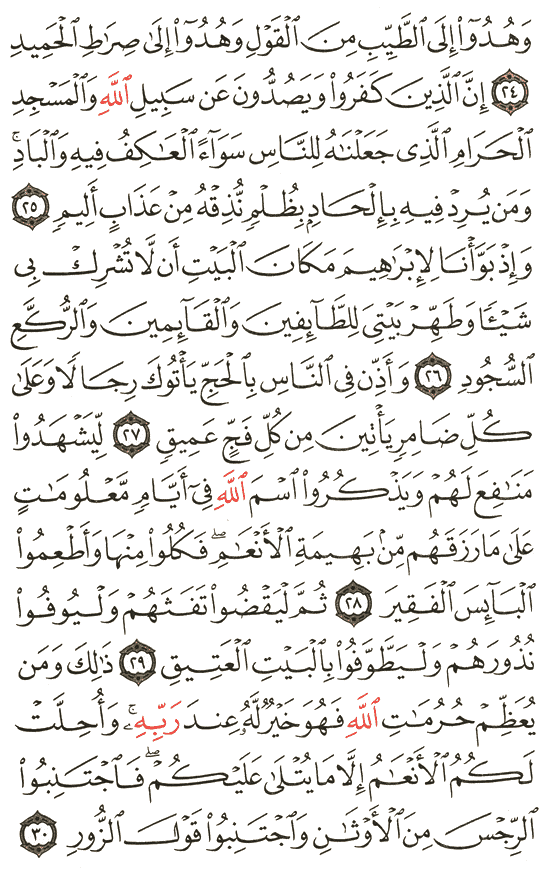 وَهُدُوٓا۟ إِلَى ٱلطَّيِّبِ مِنَ ٱلْقَوْلِ وَهُدُوٓا۟ إِلَىٰ صِرَٰطِ ٱلْحَمِيدِ
٢٤ إِنَّ ٱلَّذِينَ كَفَرُوا۟ وَيَصُدُّونَ عَن سَبِيلِ ٱللَّهِ وَٱلْمَسْجِدِ
ٱلْحَرَامِ ٱلَّذِى جَعَلْنَٰهُ لِلنَّاسِ سَوَآءً ٱلْعَٰكِفُ فِيهِ وَٱلْبَادِ ۚ
وَمَن يُرِدْ فِيهِ بِإِلْحَادٍۭ بِظُلْمٍ نُّذِقْهُ مِنْ عَذَابٍ أَلِيمٍ ٢٥
وَإِذْ بَوَّأْنَا لِإِبْرَٰهِيمَ مَكَانَ ٱلْبَيْتِ أَن لَّا تُشْرِكْ بِى
شَيْـًٔا وَطَهِّرْ بَيْتِىَ لِلطَّآئِفِينَ وَٱلْقَآئِمِينَ وَٱلرُّكَّعِ
ٱلسُّجُودِ ٢٦ وَأَذِّن فِى ٱلنَّاسِ بِٱلْحَجِّ يَأْتُوكَ رِجَالًا وَعَلَىٰ
كُلِّ ضَامِرٍ يَأْتِينَ مِن كُلِّ فَجٍّ عَمِيقٍ ٢٧ لِّيَشْهَدُوا۟
مَنَٰفِعَ لَهُمْ وَيَذْكُرُوا۟ ٱسْمَ ٱللَّهِ فِىٓ أَيَّامٍ مَّعْلُومَٰتٍ
عَلَىٰ مَا رَزَقَهُم مِّنۢ بَهِيمَةِ ٱلْأَنْعَٰمِ ۖ فَكُلُوا۟ مِنْهَا وَأَطْعِمُوا۟
ٱلْبَآئِسَ ٱلْفَقِيرَ ٢٨ ثُمَّ لْيَقْضُوا۟ تَفَثَهُمْ وَلْيُوفُوا۟
نُذُورَهُمْ وَلْيَطَّوَّفُوا۟ بِٱلْبَيْتِ ٱلْعَتِيقِ ٢٩ ذَٰلِكَ وَمَن
يُعَظِّمْ حُرُمَٰتِ ٱللَّهِ فَهُوَ خَيْرٌ لَّهُۥ عِندَ رَبِّهِۦ ۗ وَأُحِلَّتْ
لَكُمُ ٱلْأَنْعَٰمُ إِلَّا مَا يُتْلَىٰ عَلَيْكُمْ ۖ فَٱجْتَنِبُوا۟
ٱلرِّجْسَ مِنَ ٱلْأَوْثَٰنِ وَٱجْتَنِبُوا۟ قَوْلَ ٱلزُّورِ ٣٠